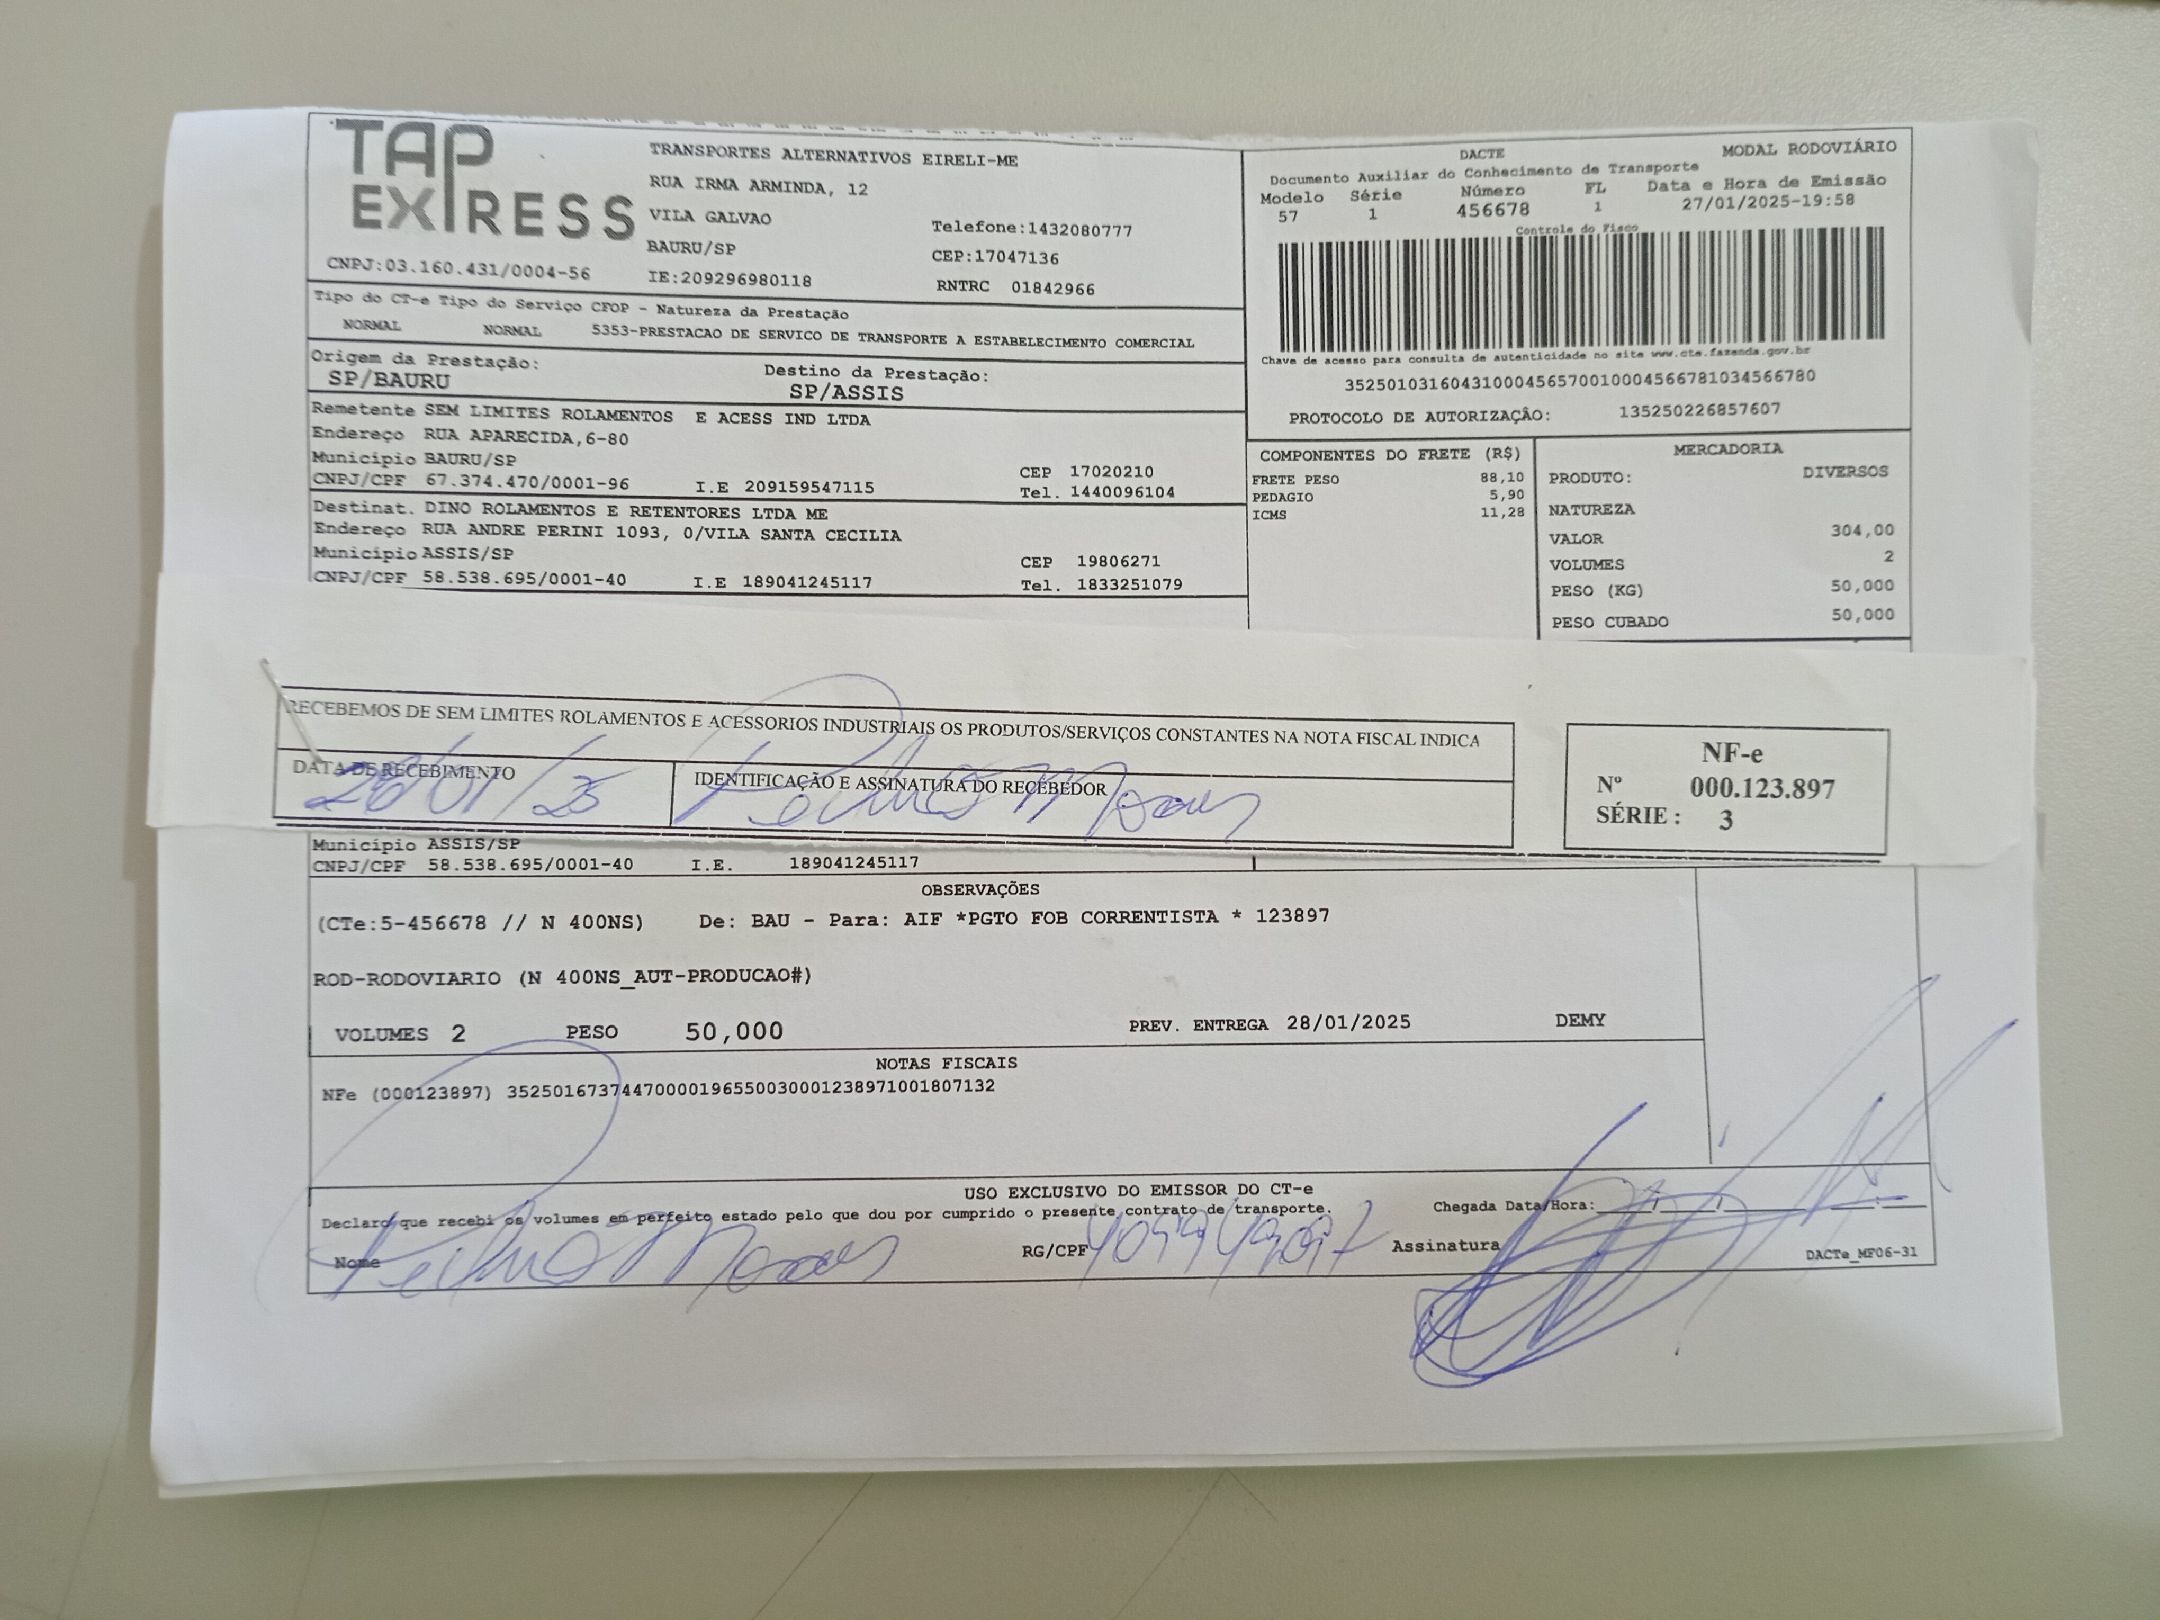 TAP EXPRESS
TRANSPORTES ALTERNATIVOS EIRELI-ME
RUA IRMA ARMINDA, 12
VILA GALVAO
Telefone:1432080777
BAURU/SP
CEP:17047136
CNPJ:03.160.431/0004-56
IE:209296980118
RNTRC 01842966
DACTE
MODAL RODOVIÁRIO
Documento Auxiliar do Conhecimento de Transporte
Modelo Série Número FL Data e Hora de Emissão
57 1 456678 1 27/01/2025-19:58
Controle do Fisco
Chave de acesso para consulta de autenticidade no site www.cte.fazenda.gov.br
35250103160431000456570010004566781034566780
PROTOCOLO DE AUTORIZAÇÂO: 135250226857607
Tipo do CT-e Tipo do Serviço CFOP - Natureza da Prestação
NORMAL NORMAL 5353-PRESTACAO DE SERVICO DE TRANSPORTE A ESTABELECIMENTO COMERCIAL
Origem da Prestação:
SP/BAURU
Destino da Prestação:
SP/ASSIS
Remetente SEM LIMITES ROLAMENTOS E ACESS IND LTDA
Endereço RUA APARECIDA,6-80
Município BAURU/SP
CEP 17020210
CNPJ/CPF 67.374.470/0001-96 I.E 209159547115 Tel. 1440096104
Destinat. DINO ROLAMENTOS E RETENTORES LTDA ME
Endereço RUA ANDRE PERINI 1093, 0/VILA SANTA CECILIA
Município ASSIS/SP
CEP 19806271
CNPJ/CPF 58.538.695/0001-40 I.E 189041245117 Tel. 1833251079
COMPONENTES DO FRETE (R$)
FRETE PESO 88,10
PEDAGIO 5,90
ICMS 11,28
MERCADORIA
PRODUTO: DIVERSOS
NATUREZA
VALOR 304,00
VOLUMES 2
PESO (KG) 50,000
PESO CUBADO 50,000
RECEBEMOS DE SEM LIMITES ROLAMENTOS E ACESSORIOS INDUSTRIAIS OS PRODUTOS/SERVIÇOS CONSTANTES NA NOTA FISCAL INDICA
DATA DE RECEBIMENTO
28/01/25
IDENTIFICAÇÃO E ASSINATURA DO RECEBEDOR
NF-e
Nº 000.123.897
SÉRIE : 3
Município ASSIS/SP
CNPJ/CPF 58.538.695/0001-40 I.E. 189041245117
OBSERVAÇÕES
(CTe:5-456678 // N 400NS) De: BAU - Para: AIF *PGTO FOB CORRENTISTA * 123897
ROD-RODOVIARIO (N 400NS_AUT-PRODUCAO#)
VOLUMES 2 PESO 50,000 PREV. ENTREGA 28/01/2025 DEMY
NOTAS FISCAIS
NFe (000123897) 35250167374470000196550030001238971001807132
USO EXCLUSIVO DO EMISSOR DO CT-e
Declaro que recebi os volumes em perfeito estado pelo que dou por cumprido o presente contrato de transporte.
Chegada Data/Hora:____/____/____ __:__
Nome
RG/CPF
Assinatura
DACTe_MF06-31